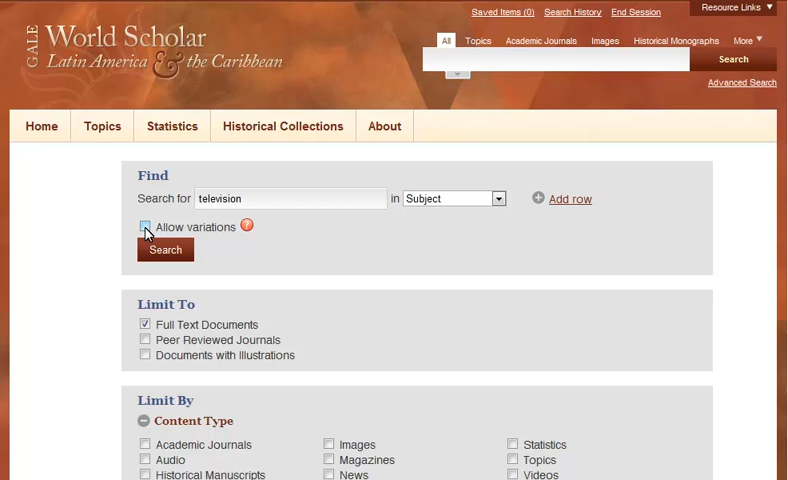 Saved Items (0) Search History End Session Resource Links
GALE World Scholar
Latin America & the Caribbean
All Topics Academic Journals Images Historical Monographs More
Search
Advanced Search
Home Topics Statistics Historical Collections About
Find
Search for television in Subject Add row
Allow variations ?
Search
Limit To
Full Text Documents
Peer Reviewed Journals
Documents with Illustrations
Limit By
Content Type
Academic Journals Images Statistics
Audio Magazines Topics
Historical Manuscripts News Videos